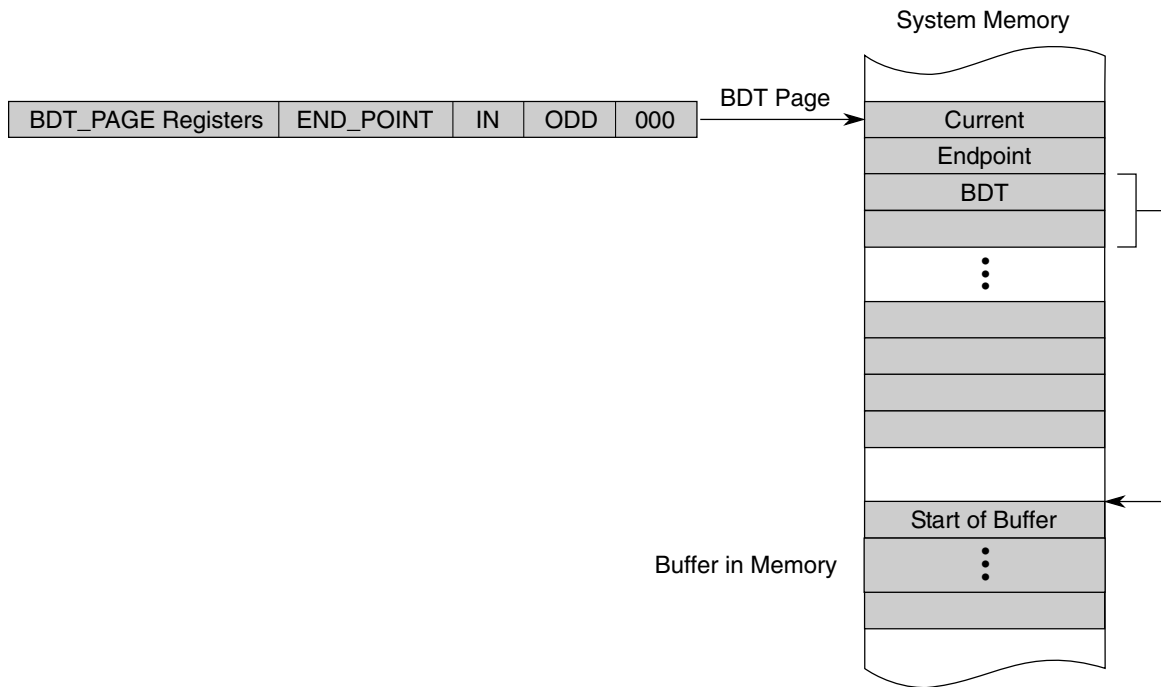 System Memory
BDT_PAGE Registers END_POINT IN ODD 000
BDT Page
Current
Endpoint
BDT
Start of Buffer
Buffer in Memory